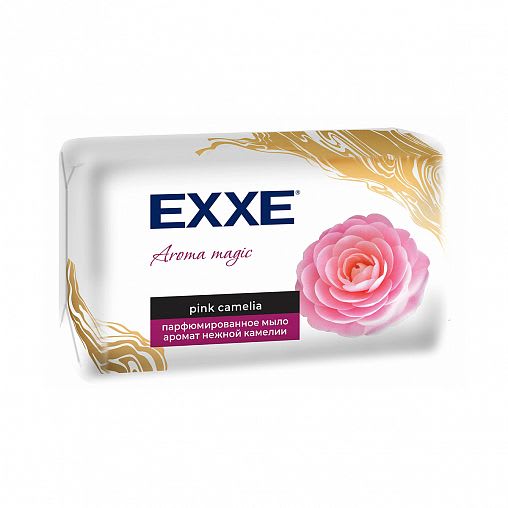 EXXE®
Aroma magic
pink camelia
парфюмированное мыло
аромат нежной камелии